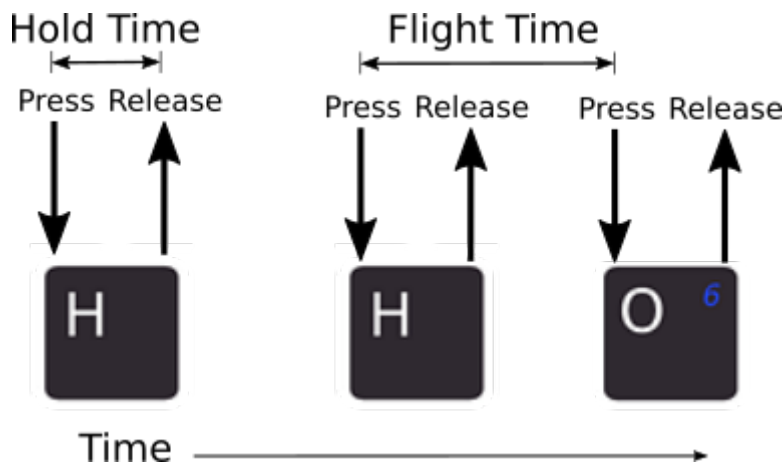 Hold Time Flight Time
Press Release Press Release Press Release
H H O 6
Time